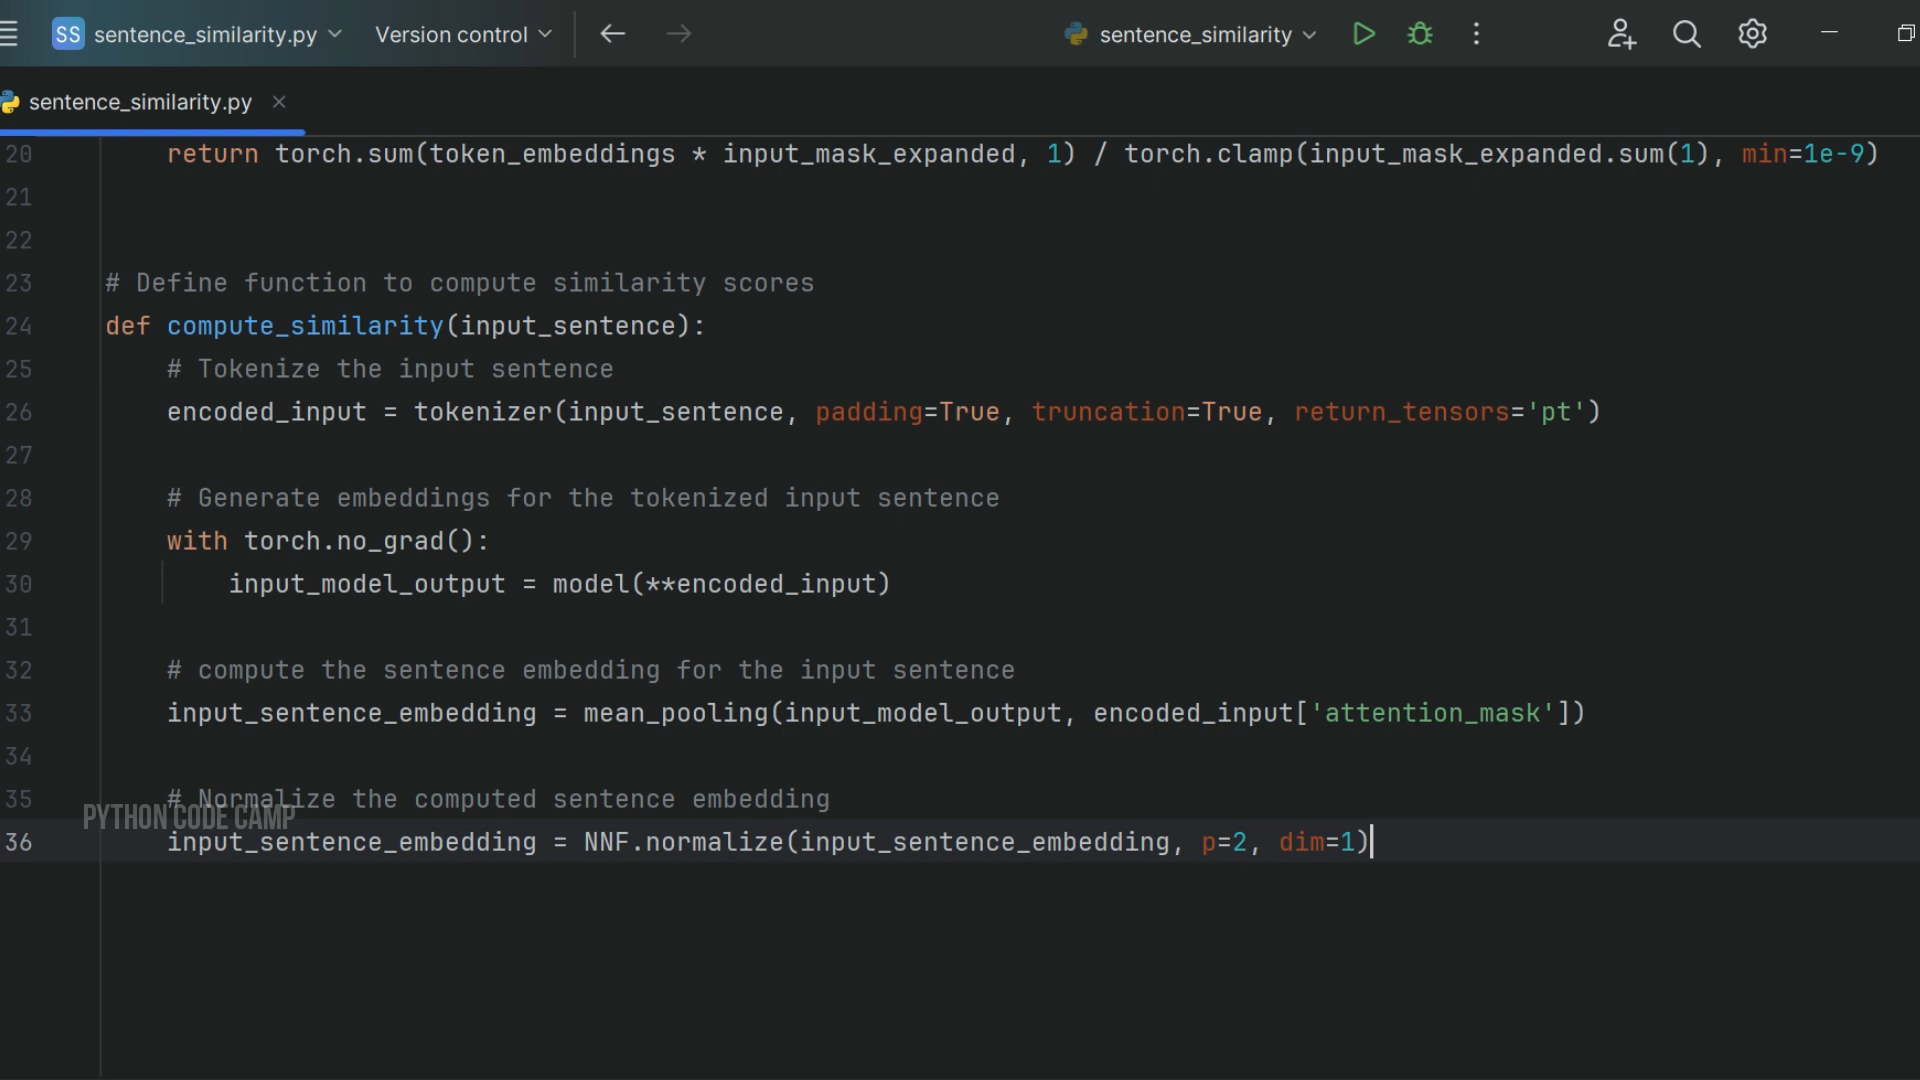 SS sentence_similarity.py Version control sentence_similarity
sentence_similarity.py
20 return torch.sum(token_embeddings * input_mask_expanded, 1) / torch.clamp(input_mask_expanded.sum(1), min=1e-9)
21
22
23 # Define function to compute similarity scores
24 def compute_similarity(input_sentence):
25 # Tokenize the input sentence
26 encoded_input = tokenizer(input_sentence, padding=True, truncation=True, return_tensors='pt')
27
28 # Generate embeddings for the tokenized input sentence
29 with torch.no_grad():
30 input_model_output = model(**encoded_input)
31
32 # compute the sentence embedding for the input sentence
33 input_sentence_embedding = mean_pooling(input_model_output, encoded_input['attention_mask'])
34
35 # Normalize the computed sentence embedding
PYTHON CODE CAMP
36 input_sentence_embedding = NNF.normalize(input_sentence_embedding, p=2, dim=1)